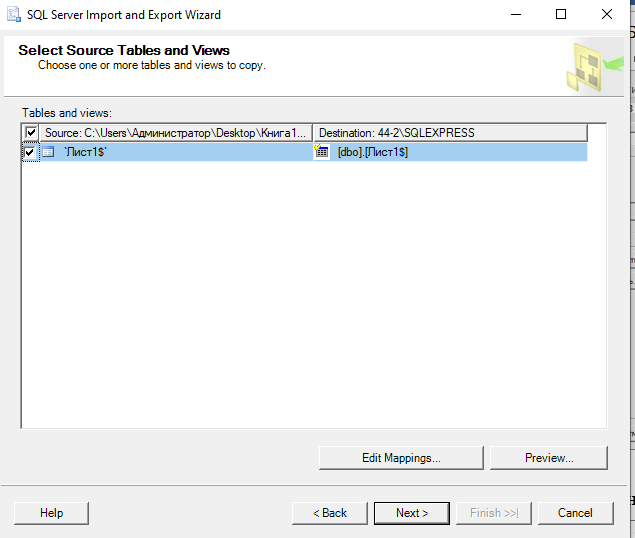 SQL Server Import and Export Wizard
Select Source Tables and Views
Choose one or more tables and views to copy.
Tables and views:
Source: C:\Users\Администратор\Desktop\Книга1... Destination: 44-2\SQLEXPRESS
`Лист1$` [dbo].[Лист1$]
Edit Mappings... Preview...
Help < Back Next > Finish >>| Cancel